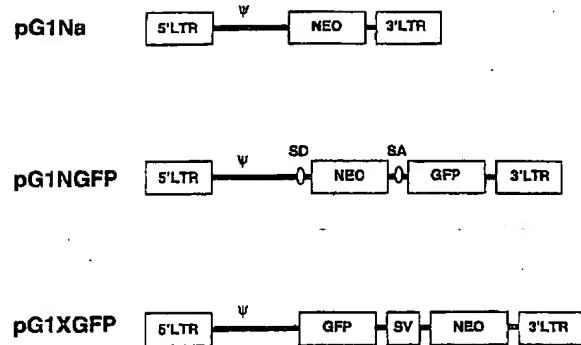 ψ
pG1Na 5'LTR NEO 3'LTR
ψ SD SA
pG1NGFP 5'LTR NEO GFP 3'LTR
ψ
pG1XGFP 5'LTR GFP SV NEO 3'LTR